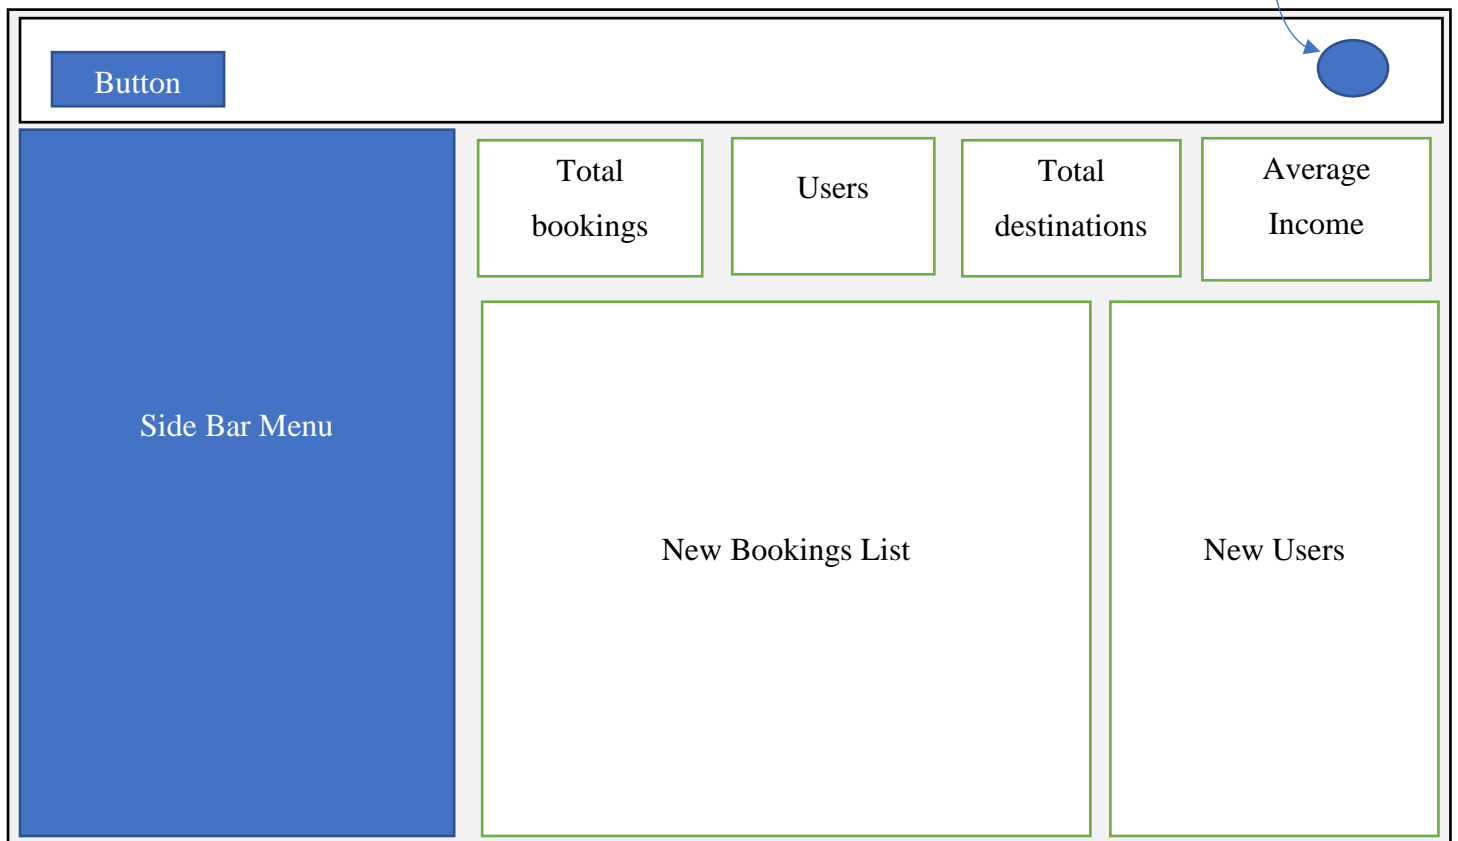 Button
Total
bookings
Users
Total
destinations
Average
Income
Side Bar Menu
New Bookings List
New Users